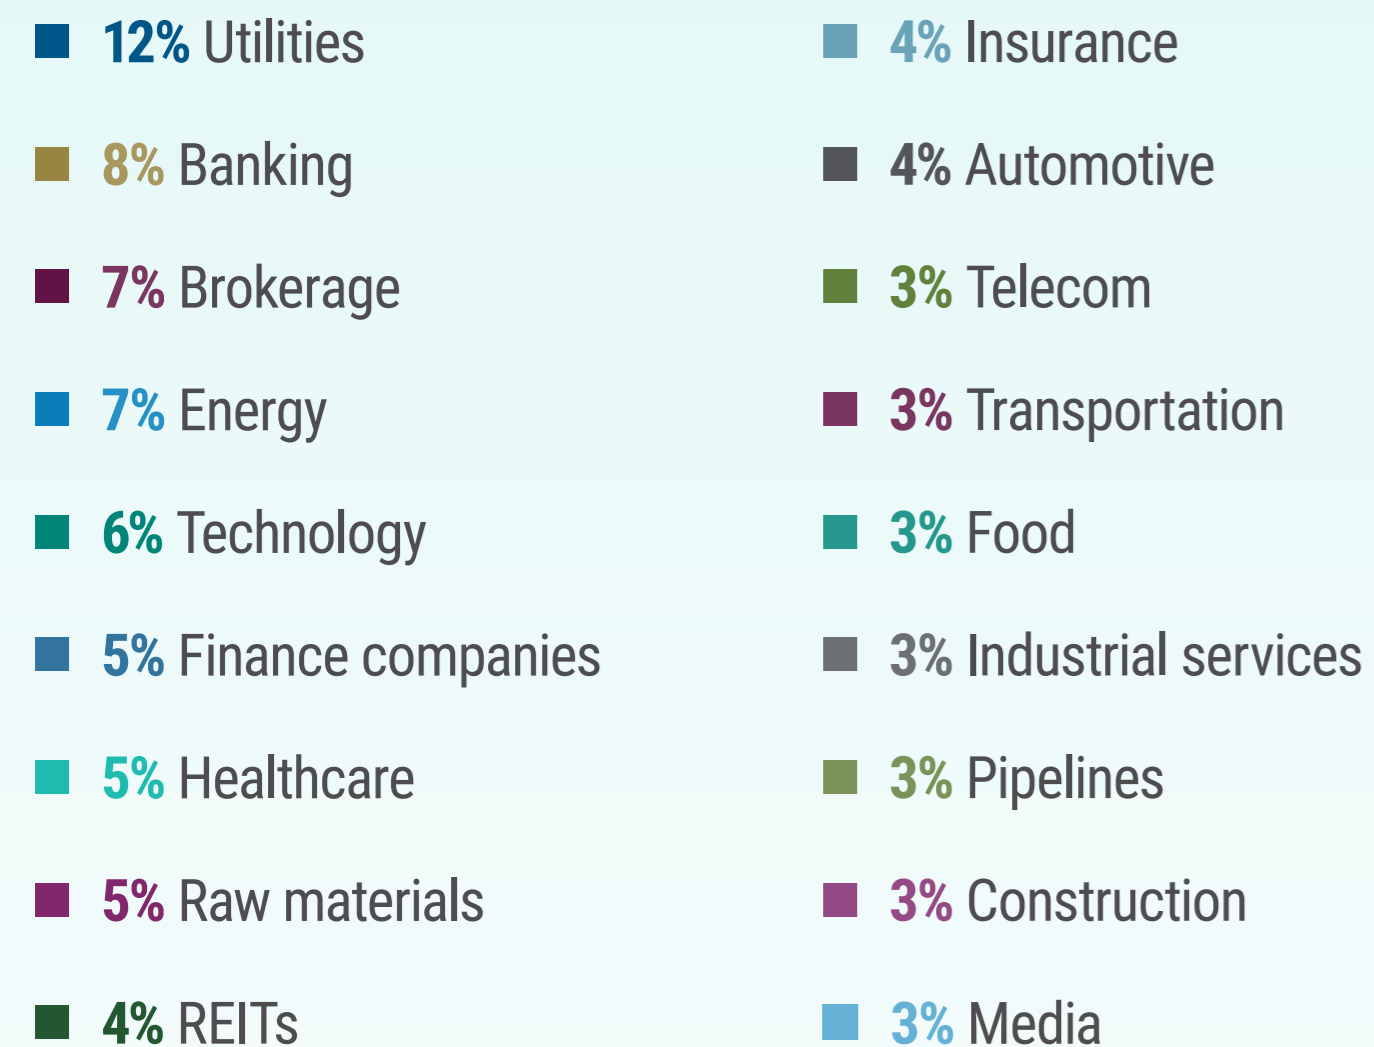 12% Utilities
8% Banking
7% Brokerage
7% Energy
6% Technology
5% Finance companies
5% Healthcare
5% Raw materials
4% REITs
4% Insurance
4% Automotive
3% Telecom
3% Transportation
3% Food
3% Industrial services
3% Pipelines
3% Construction
3% Media